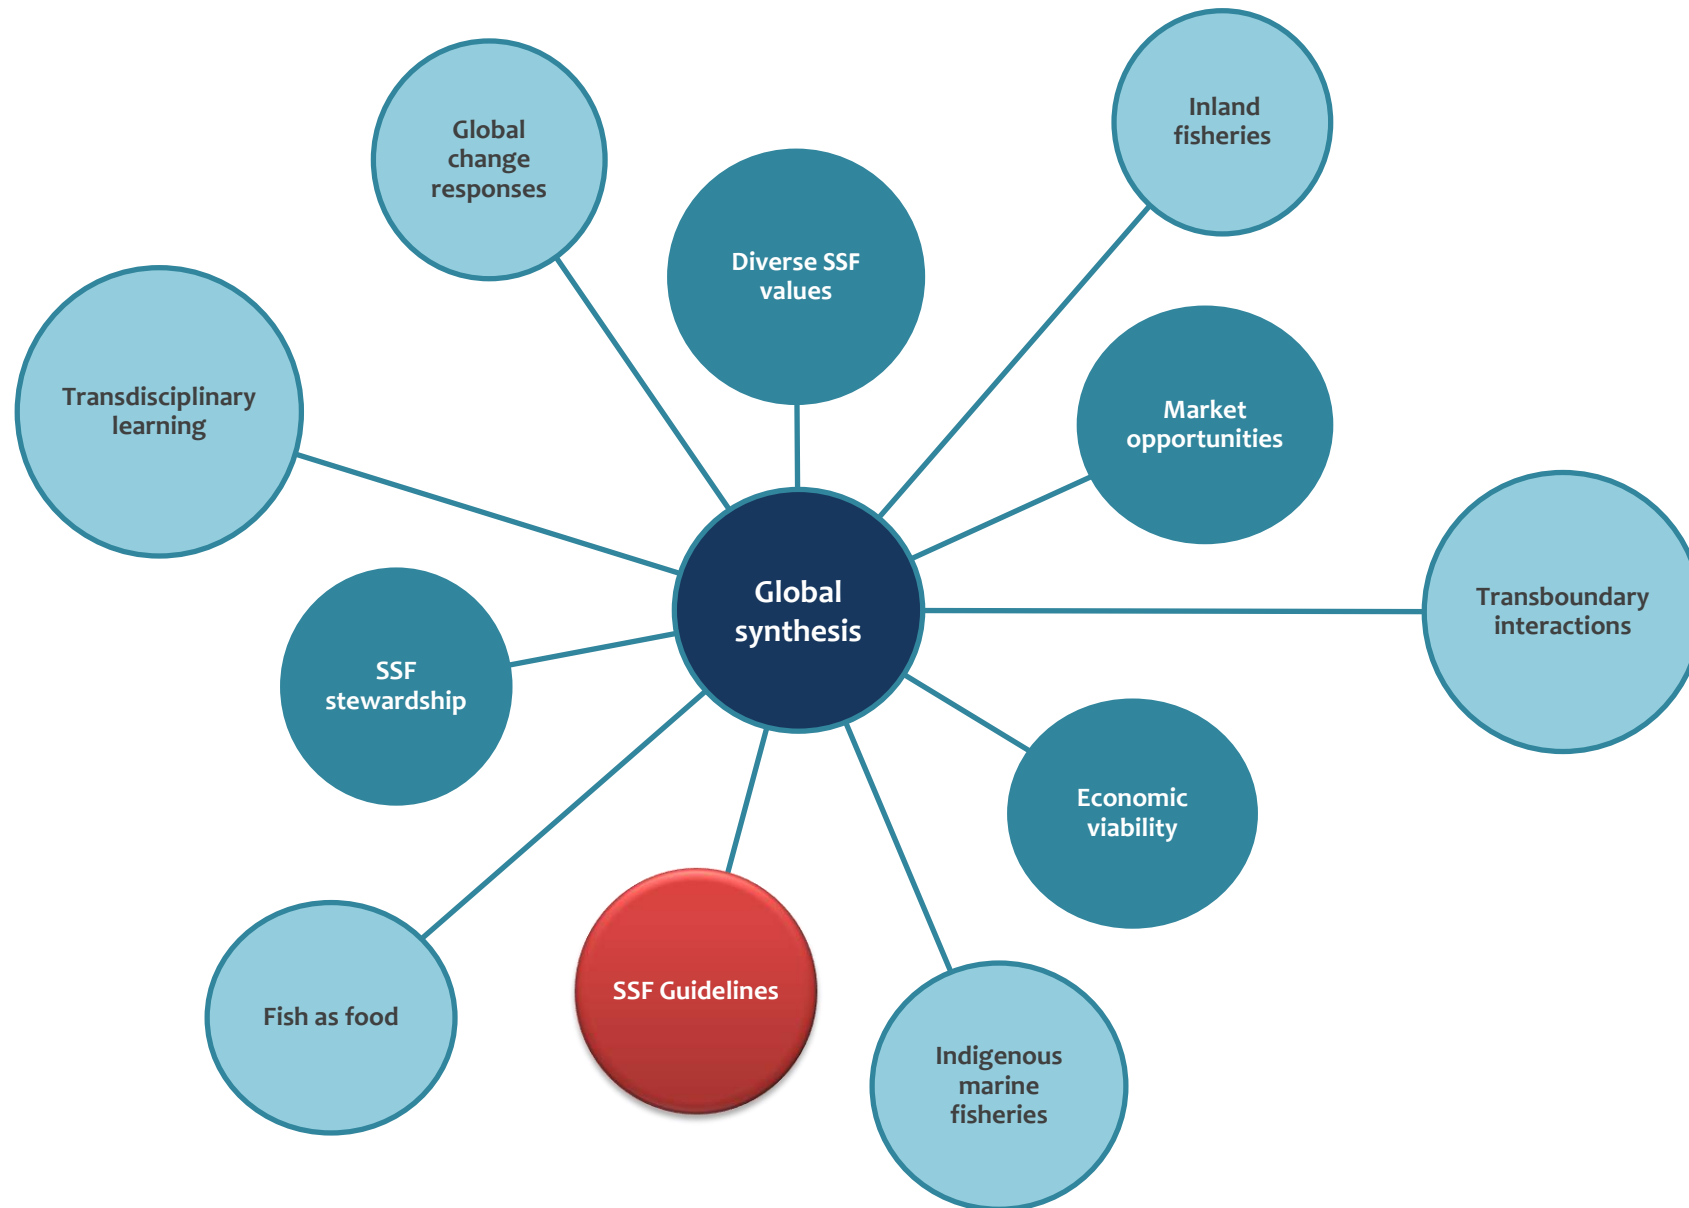 Inland
fisheries
Global
change
responses
Diverse SSF
values
Transdisciplinary
learning
Market
opportunities
Global
synthesis
Transboundary
interactions
SSF
stewardship
Economic
viability
SSF Guidelines
Fish as food
Indigenous
marine
fisheries